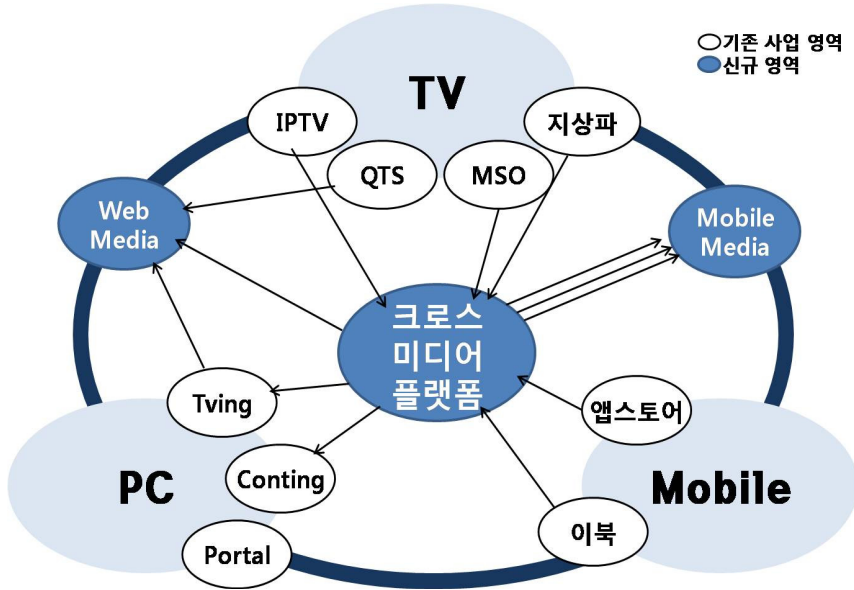 기존 사업 영역
신규 영역
TV
IPTV
지상파
QTS
MSO
Web
Media
Mobile
Media
크로스
미디어
플랫폼
Tving
앱스토어
PC
Conting
Mobile
이북
Portal